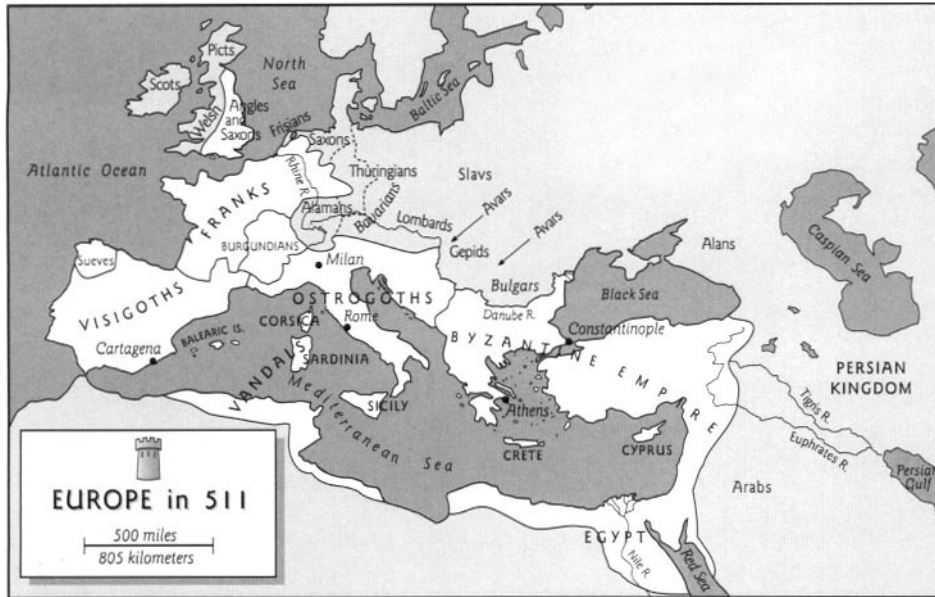 Picts
North
Sea
Scots
Welsh
Angles
and
Saxons
Baltic Sea
Frisians
Saxons
Atlantic Ocean
Rhine R.
Thuringians
Slavs
FRANKS
Alamans
Bavarians
Lombards
Avars
Avars
Gepids
Alans
Caspian Sea
BURGUNDIANS
Sueves
Milan
Bulgars
Black Sea
VISIGOTHS
OSTROGOTHS
Danube R.
CORSICA
Rome
Constantinople
BALEARIC IS.
BYZANTINE EMPIRE
Cartagena
SARDINIA
VANDALS
PERSIAN
KINGDOM
Mediterranean Sea
SICILY
Athens
Tigris R.
CRETE
CYPRUS
Euphrates R.
Persian
Gulf
Arabs
EUROPE in 511
500 miles
805 kilometers
EGYPT
Nile R.
Red Sea